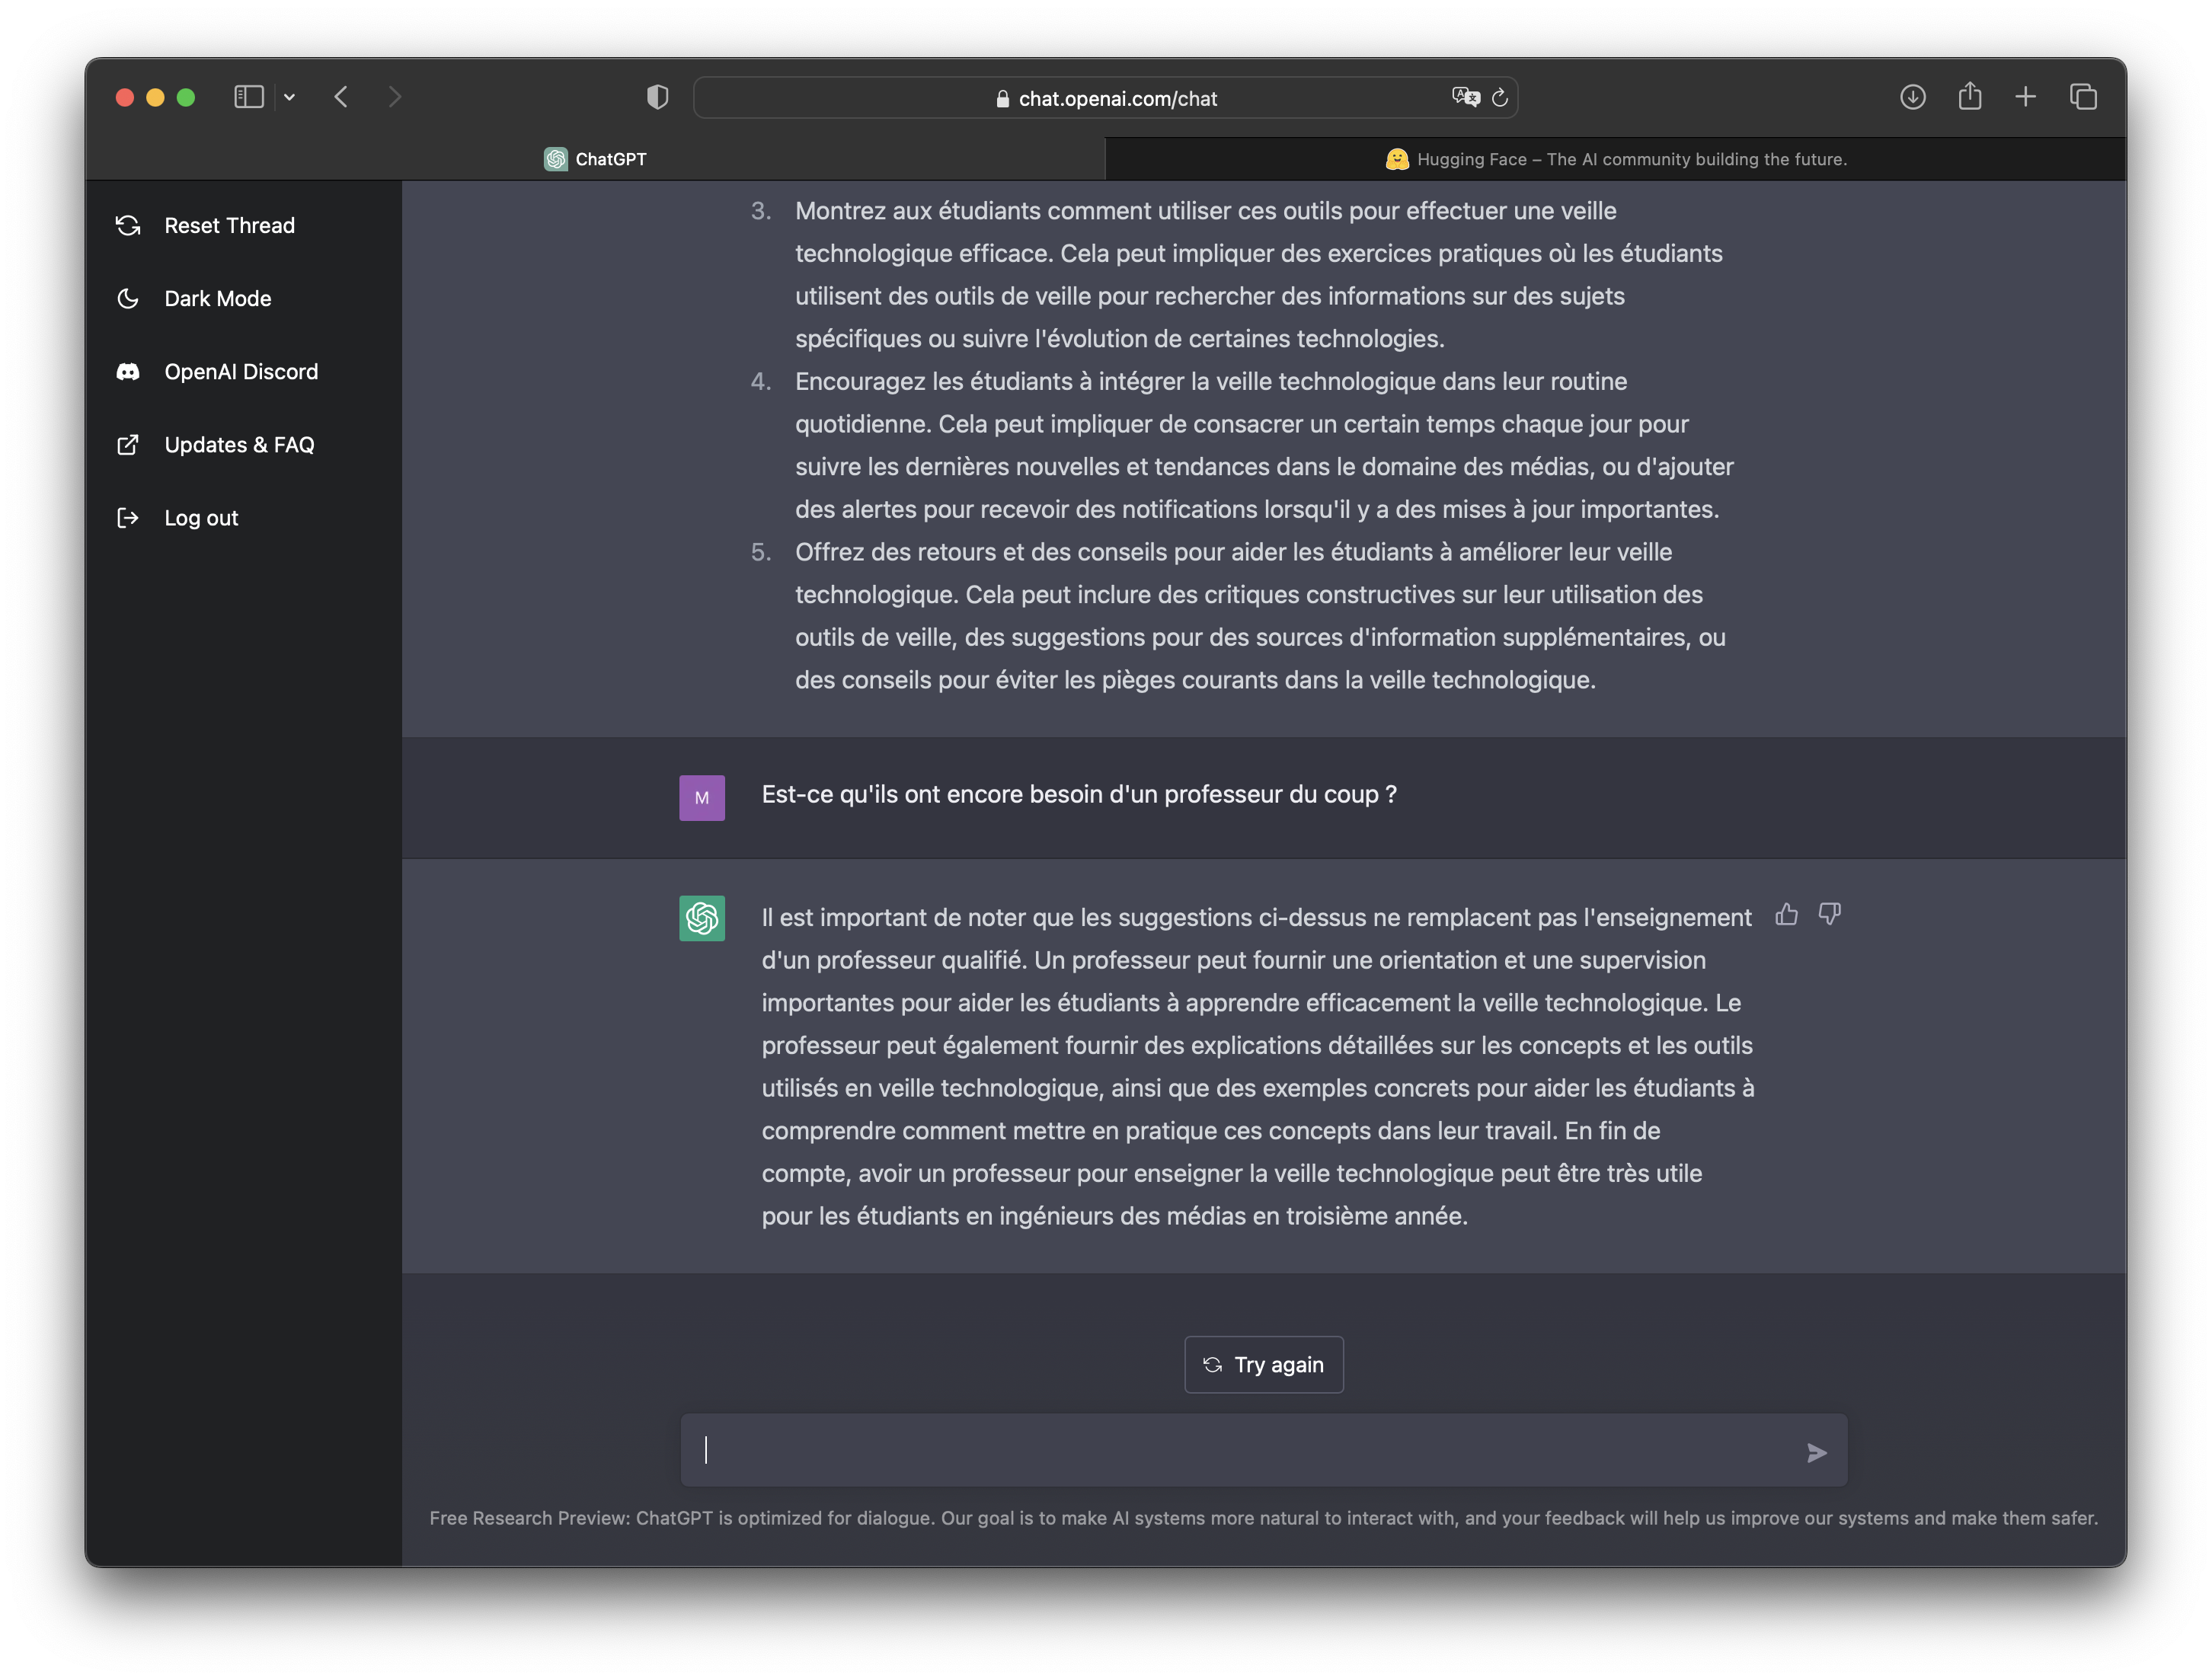 chat.openai.com/chat
ChatGPT
Hugging Face – The AI community building the future.
Reset Thread
Dark Mode
OpenAI Discord
Updates & FAQ
Log out
3. Montrez aux étudiants comment utiliser ces outils pour effectuer une veille
technologique efficace. Cela peut impliquer des exercices pratiques où les étudiants
utilisent des outils de veille pour rechercher des informations sur des sujets
spécifiques ou suivre l'évolution de certaines technologies.
4. Encouragez les étudiants à intégrer la veille technologique dans leur routine
quotidienne. Cela peut impliquer de consacrer un certain temps chaque jour pour
suivre les dernières nouvelles et tendances dans le domaine des médias, ou d'ajouter
des alertes pour recevoir des notifications lorsqu'il y a des mises à jour importantes.
5. Offrez des retours et des conseils pour aider les étudiants à améliorer leur veille
technologique. Cela peut inclure des critiques constructives sur leur utilisation des
outils de veille, des suggestions pour des sources d'information supplémentaires, ou
des conseils pour éviter les pièges courants dans la veille technologique.
M
Est-ce qu'ils ont encore besoin d'un professeur du coup ?
Il est important de noter que les suggestions ci-dessus ne remplacent pas l'enseignement
d'un professeur qualifié. Un professeur peut fournir une orientation et une supervision
importantes pour aider les étudiants à apprendre efficacement la veille technologique. Le
professeur peut également fournir des explications détaillées sur les concepts et les outils
utilisés en veille technologique, ainsi que des exemples concrets pour aider les étudiants à
comprendre comment mettre en pratique ces concepts dans leur travail. En fin de
compte, avoir un professeur pour enseigner la veille technologique peut être très utile
pour les étudiants en ingénieurs des médias en troisième année.
Try again
Free Research Preview: ChatGPT is optimized for dialogue. Our goal is to make AI systems more natural to interact with, and your feedback will help us improve our systems and make them safer.